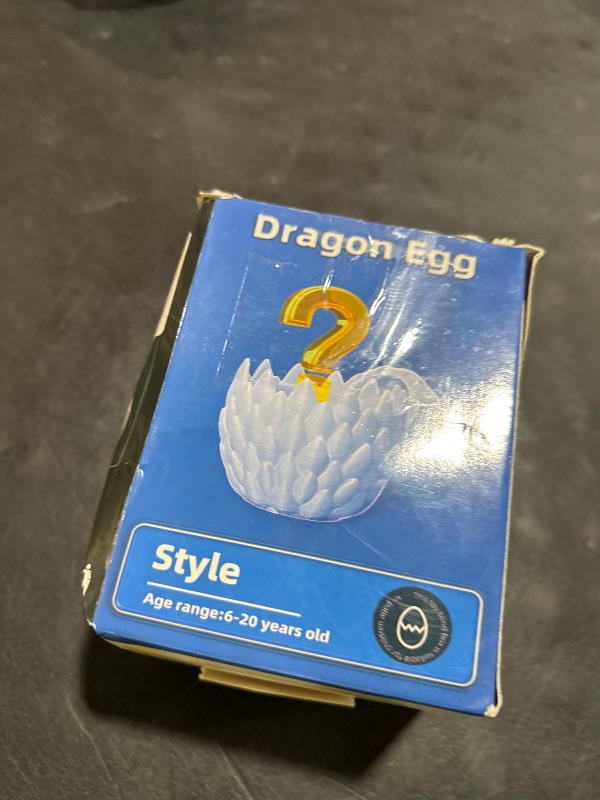 Dragon Egg
?
Style
Age range:6-20 years old